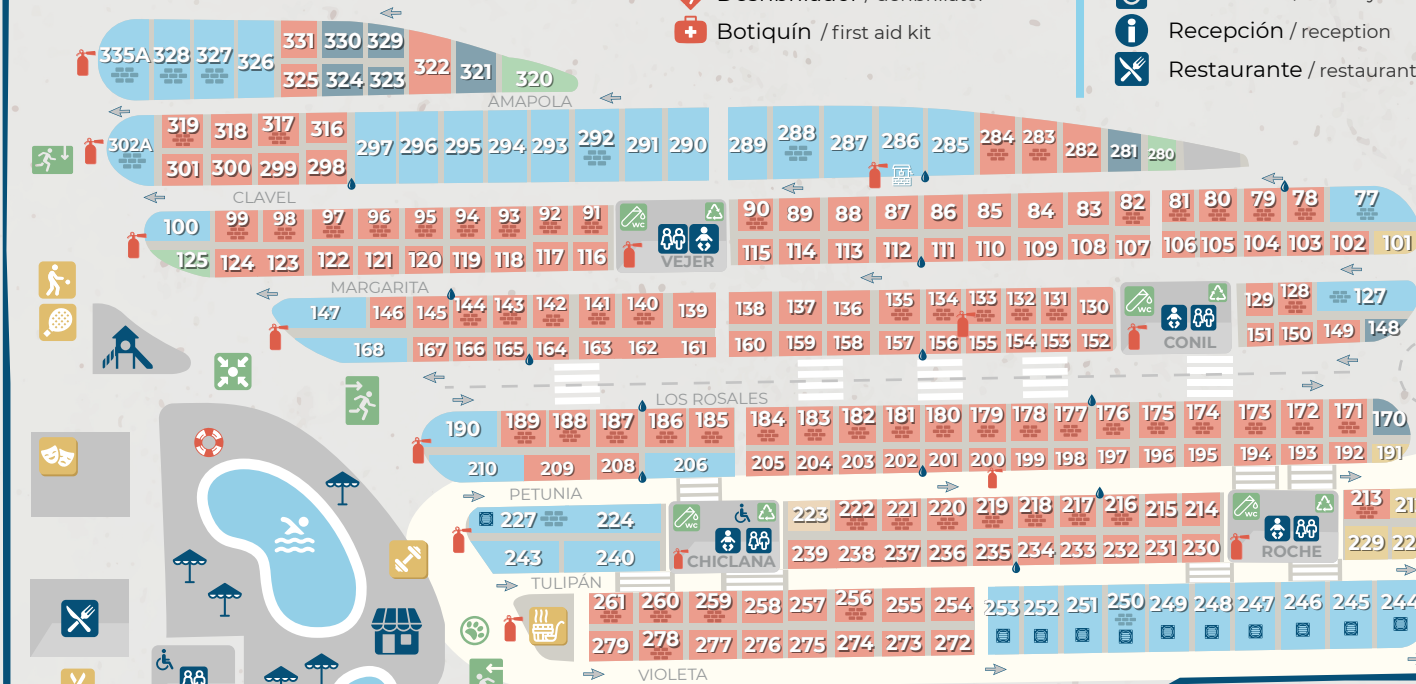 Botiquín / first aid kit
Recepción / reception
Restaurante / restaurant
331 330 329
335A 328 327 326 322 321 320
325 324 323
AMAPOLA
319 318 317 316
302A 297 296 295 294 293 292 291 290 289 288 287 286 285 284 283 282 281 280
301 300 299 298
CLAVEL
100 99 98 97 96 95 94 93 92 91 90 89 88 87 86 85 84 83 82 81 80 79 78 77
WC
125 124 123 122 121 120 119 118 117 116 VEJER 115 114 113 112 111 110 109 108 107 106 105 104 103 102 101
MARGARITA
147 146 145 144 143 142 141 140 139 138 137 136 135 134 133 132 131 130 WC 129 128 127
168 167 166 165 164 163 162 161 160 159 158 157 156 155 154 153 152 CONIL 151 150 149 148
LOS ROSALES
190 189 188 187 186 185 184 183 182 181 180 179 178 177 176 175 174 173 172 171 170
210 209 208 206 205 204 203 202 201 200 199 198 197 196 195 194 193 192 191
PETUNIA
227 224 WC 223 222 221 220 219 218 217 216 215 214 WC 213
243 240 CHICLANA 239 238 237 236 235 234 233 232 231 230 ROCHE 229
TULIPÁN
261 260 259 258 257 256 255 254 253 252 251 250 249 248 247 246 245 244
279 278 277 276 275 274 273 272
VIOLETA